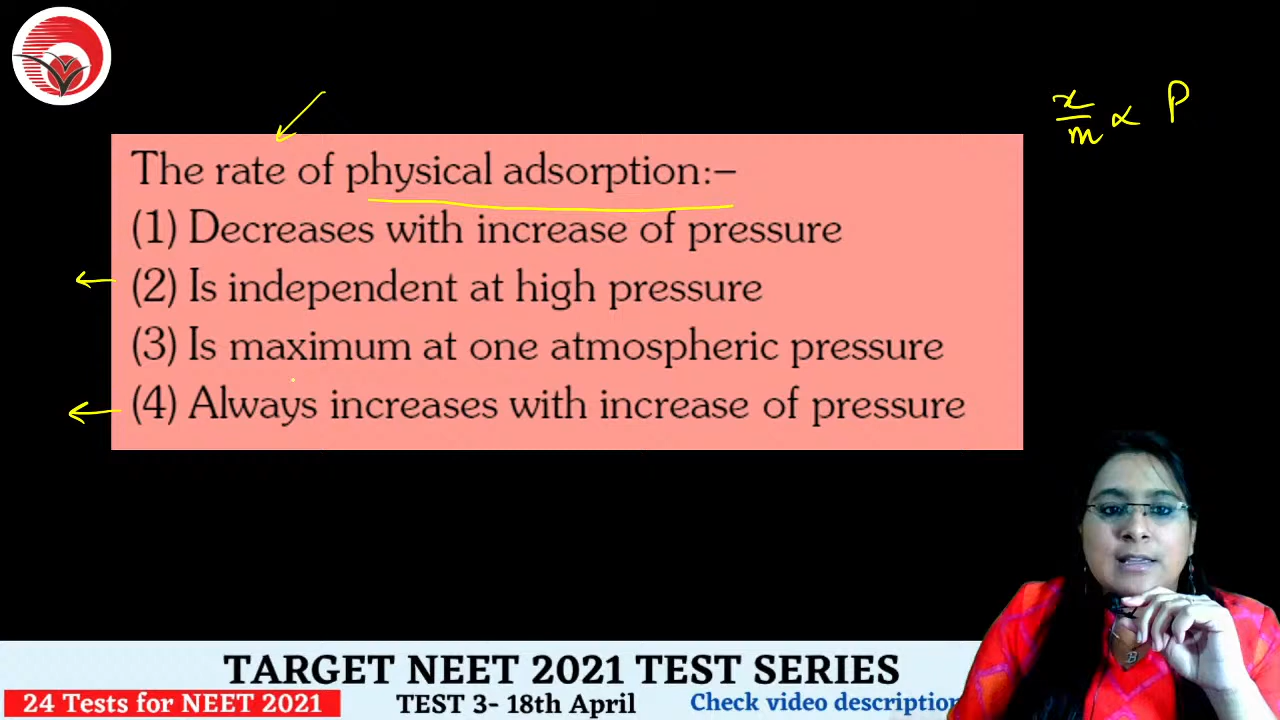 x/m ∝ P
The rate of physical adsorption:–
(1) Decreases with increase of pressure
(2) Is independent at high pressure
(3) Is maximum at one atmospheric pressure
(4) Always increases with increase of pressure
TARGET NEET 2021 TEST SERIES
24 Tests for NEET 2021
TEST 3- 18th April
Check video description